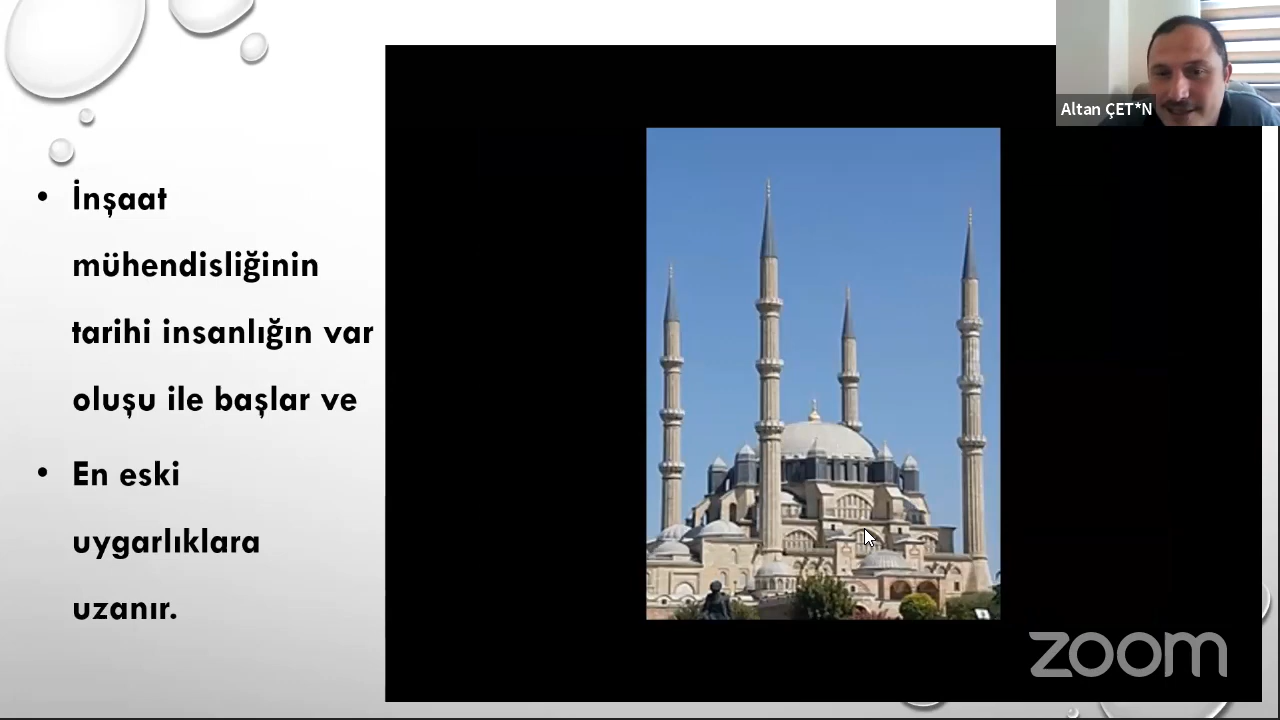 Altan ÇET*N
• İnşaat
mühendisliğinin
tarihi insanlığın var
oluşu ile başlar ve
• En eski
uygarlıklara
uzanır.
zoom